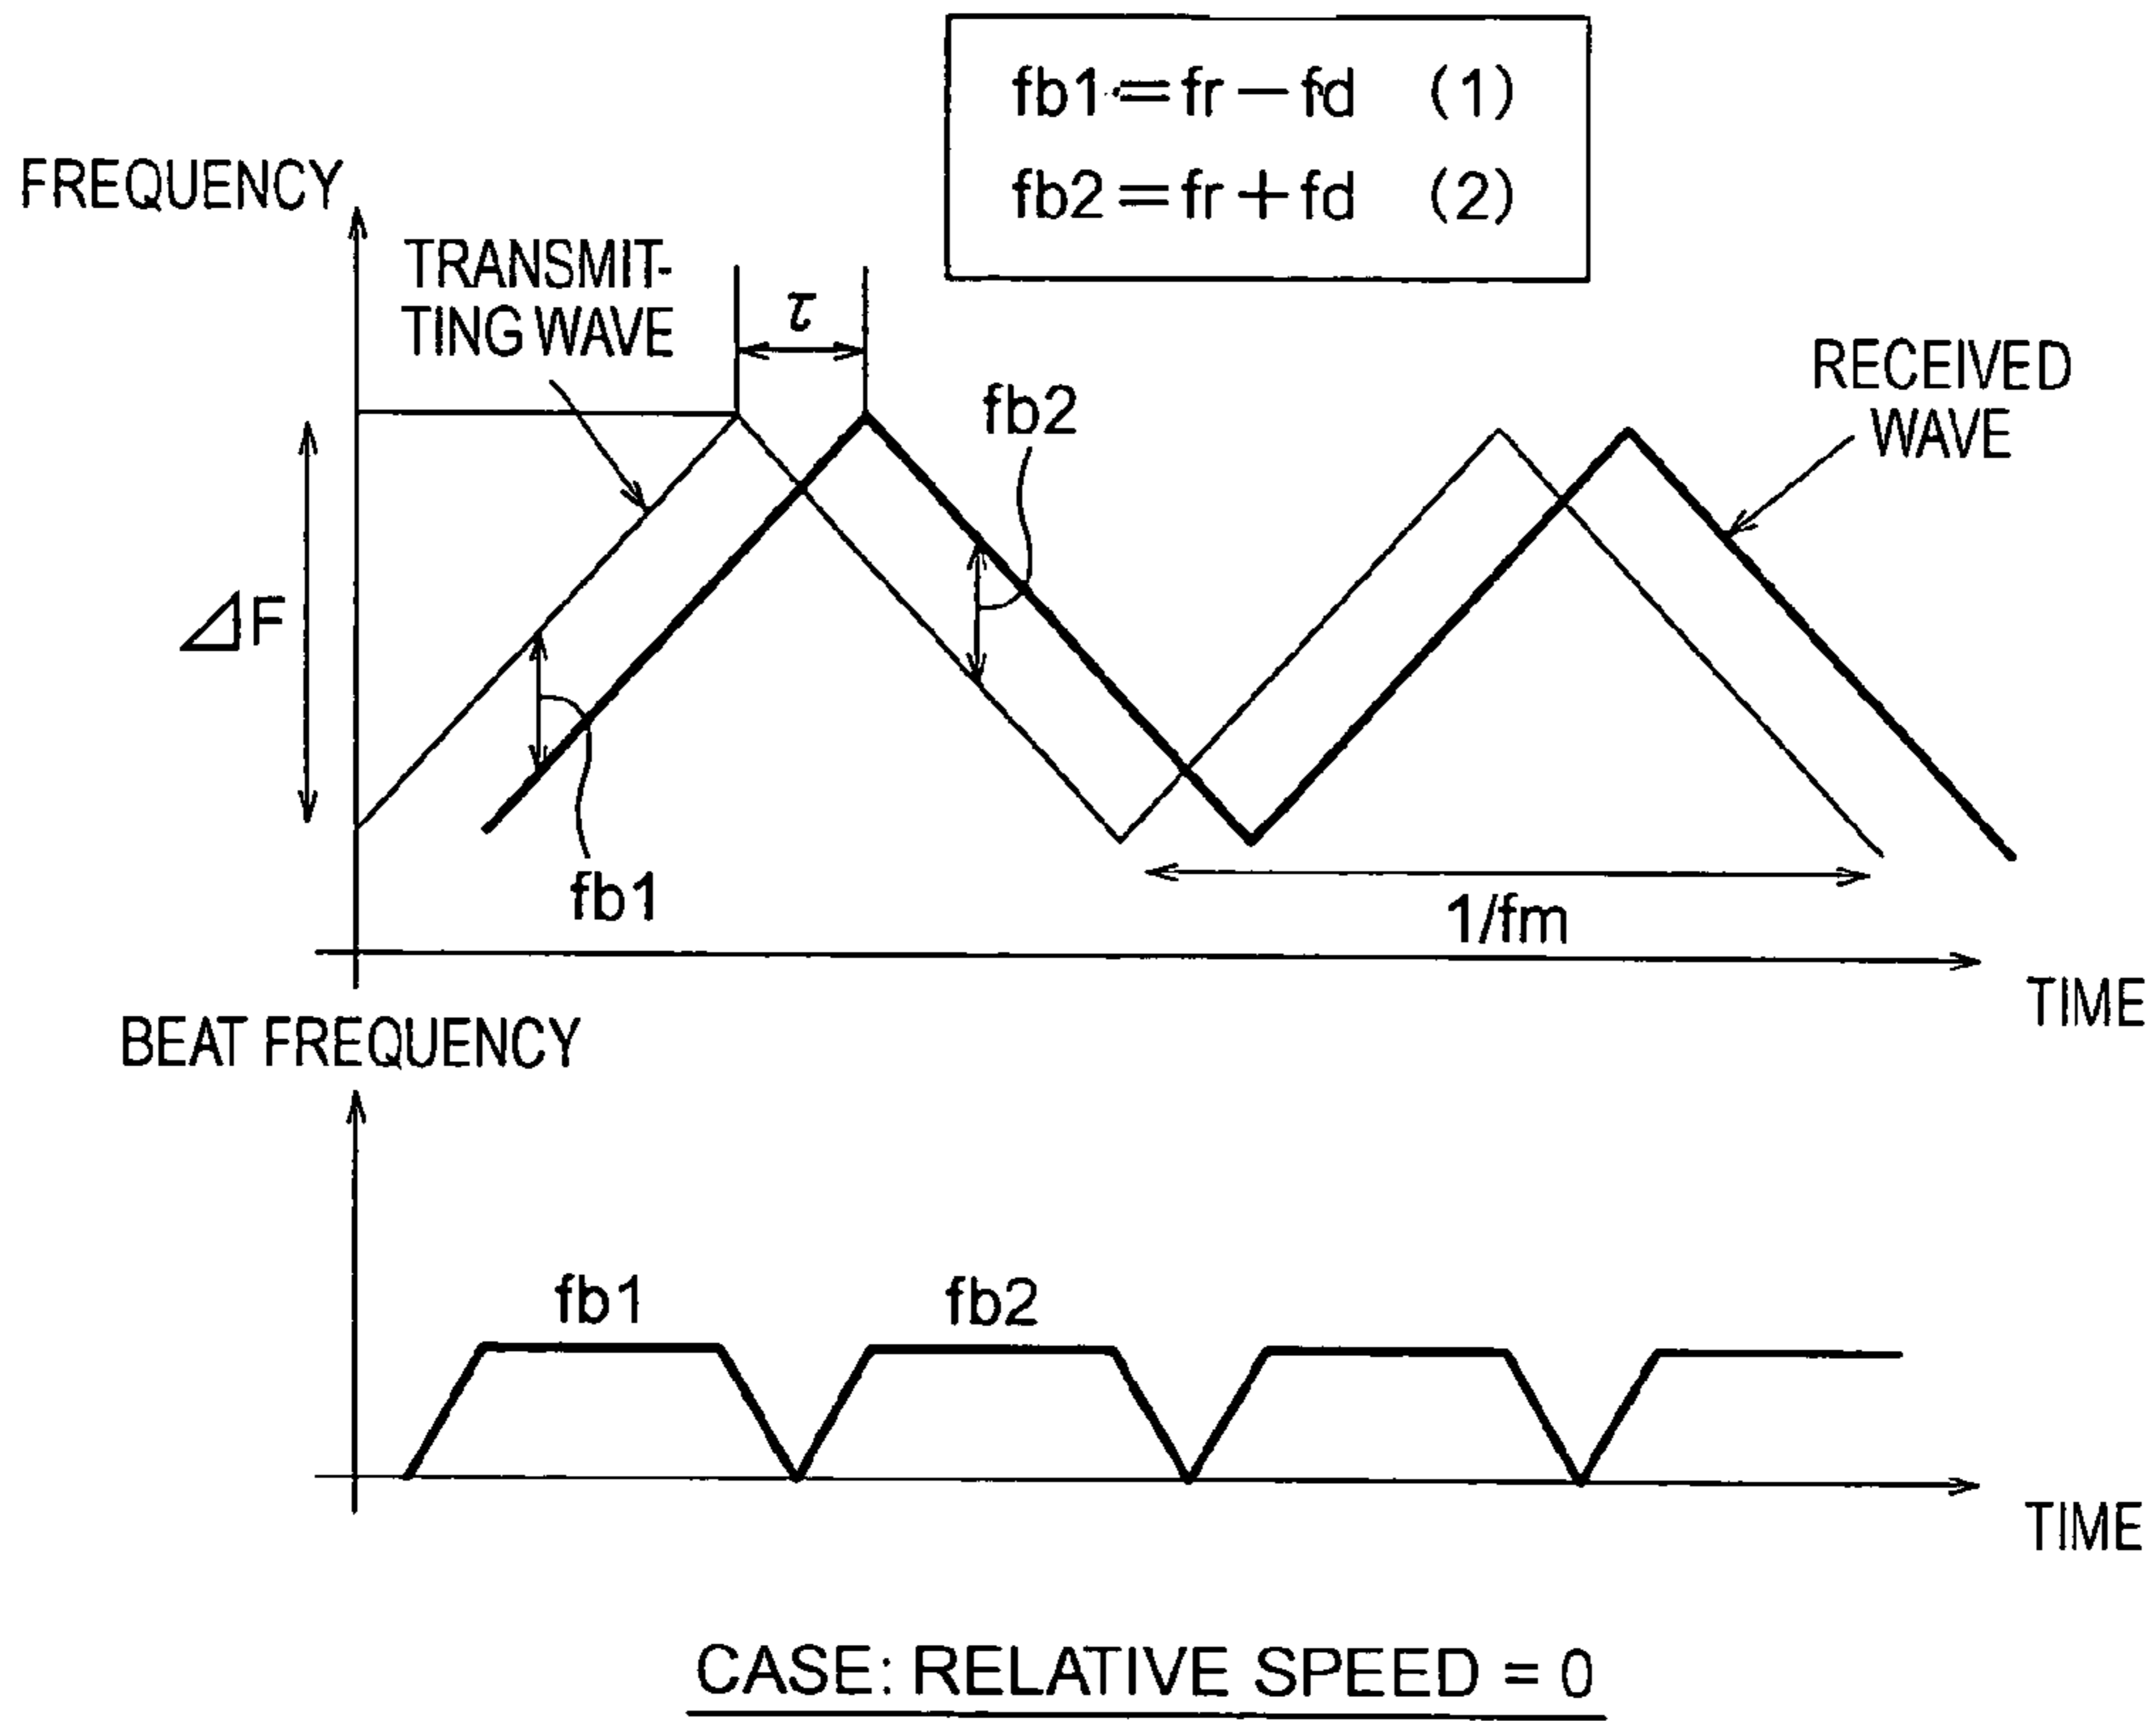 fb1=fr−fd (1)
fb2=fr+fd (2)
FREQUENCY
TRANSMIT-
TING WAVE
τ
fb2
RECEIVED
WAVE
⊿F
fb1
1/fm
TIME
BEAT FREQUENCY
fb1
fb2
TIME
CASE: RELATIVE SPEED = 0